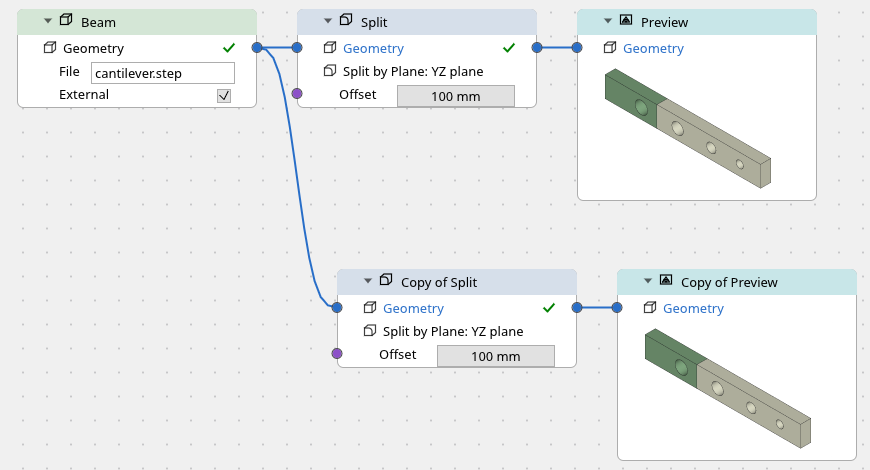 Beam
Geometry
File cantilever.step
External
Split
Geometry
Split by Plane: YZ plane
Offset 100 mm
Preview
Geometry
Copy of Split
Geometry
Split by Plane: YZ plane
Offset 100 mm
Copy of Preview
Geometry